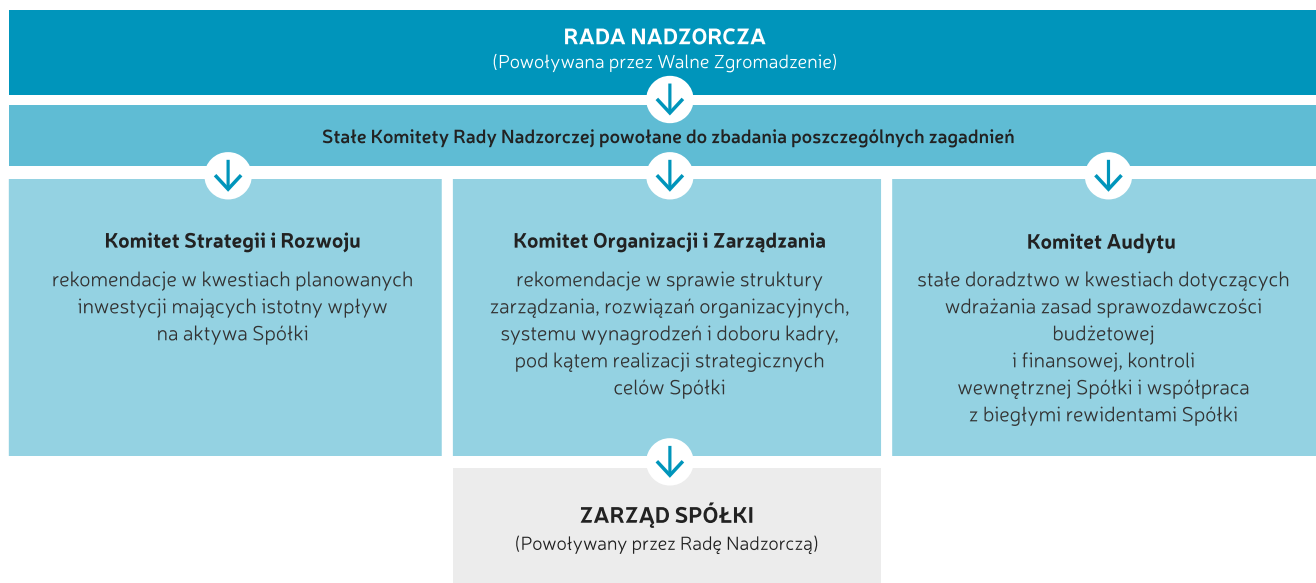 RADA NADZORCZA
(Powoływana przez Walne Zgromadzenie)
Stałe Komitety Rady Nadzorczej powołane do zbadania poszczególnych zagadnień
Komitet Strategii i Rozwoju
rekomendacje w kwestiach planowanych
inwestycji mających istotny wpływ
na aktywa Spółki
Komitet Organizacji i Zarządzania
rekomendacje w sprawie struktury
zarządzania, rozwiązań organizacyjnych,
systemu wynagrodzeń i doboru kadry,
pod kątem realizacji strategicznych
celów Spółki
Komitet Audytu
stałe doradztwo w kwestiach dotyczących
wdrażania zasad sprawozdawczości
budżetowej
i finansowej, kontroli
wewnętrznej Spółki i współpraca
z biegłymi rewidentami Spółki
ZARZĄD SPÓŁKI
(Powoływany przez Radę Nadzorczą)